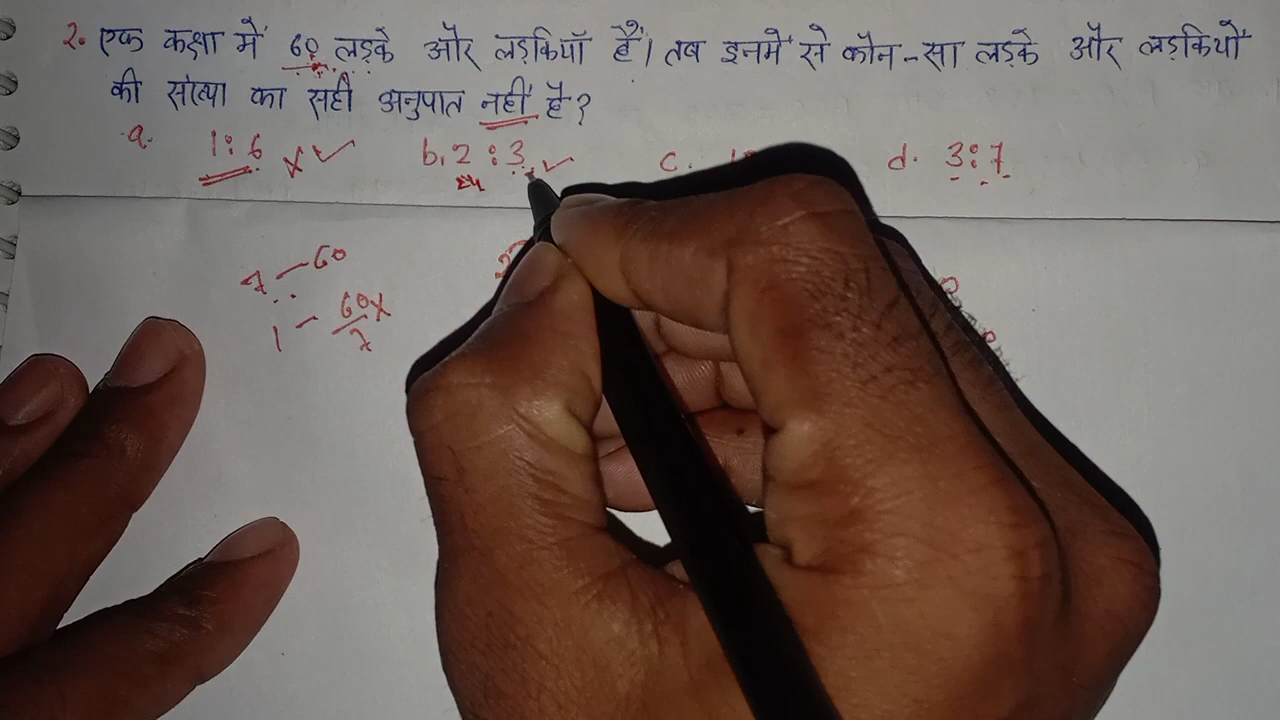 २. एक कक्षा में 60 लड़के और लड़कियाँ हैं। तब इनमें से कौन-सा लड़के और लड़कियों
की संख्या का सही अनुपात नहीं है?
a. 1:6 × ✓ b. 2:3 ✓ c. d. 3:7
7 - 60
1 - 60×
7